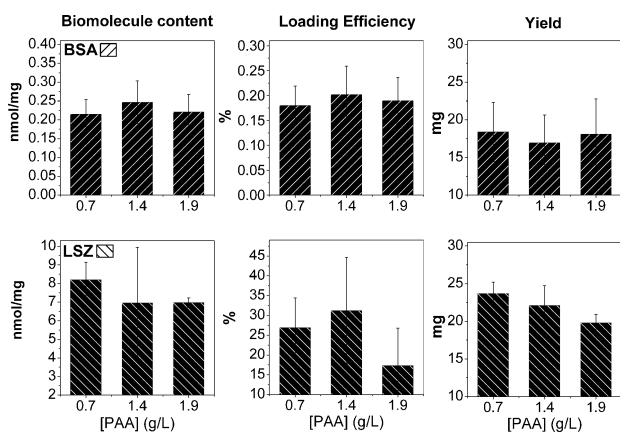 Biomolecule content
Loading Efficiency
Yield
BSA
nmol/mg
0.40
0.35
0.30
0.25
0.20
0.15
0.10
0.05
0.00
0.7 1.4 1.9
%
0.30
0.25
0.20
0.15
0.10
0.05
0.00
0.7 1.4 1.9
mg
30
25
20
15
10
0.7 1.4 1.9
LSZ
nmol/mg
10
9
8
7
6
5
4
3
2
0.7 1.4 1.9
[PAA] (g/L)
%
45
40
35
30
25
20
15
10
0.7 1.4 1.9
[PAA] (g/L)
mg
30
25
20
15
10
0.7 1.4 1.9
[PAA] (g/L)